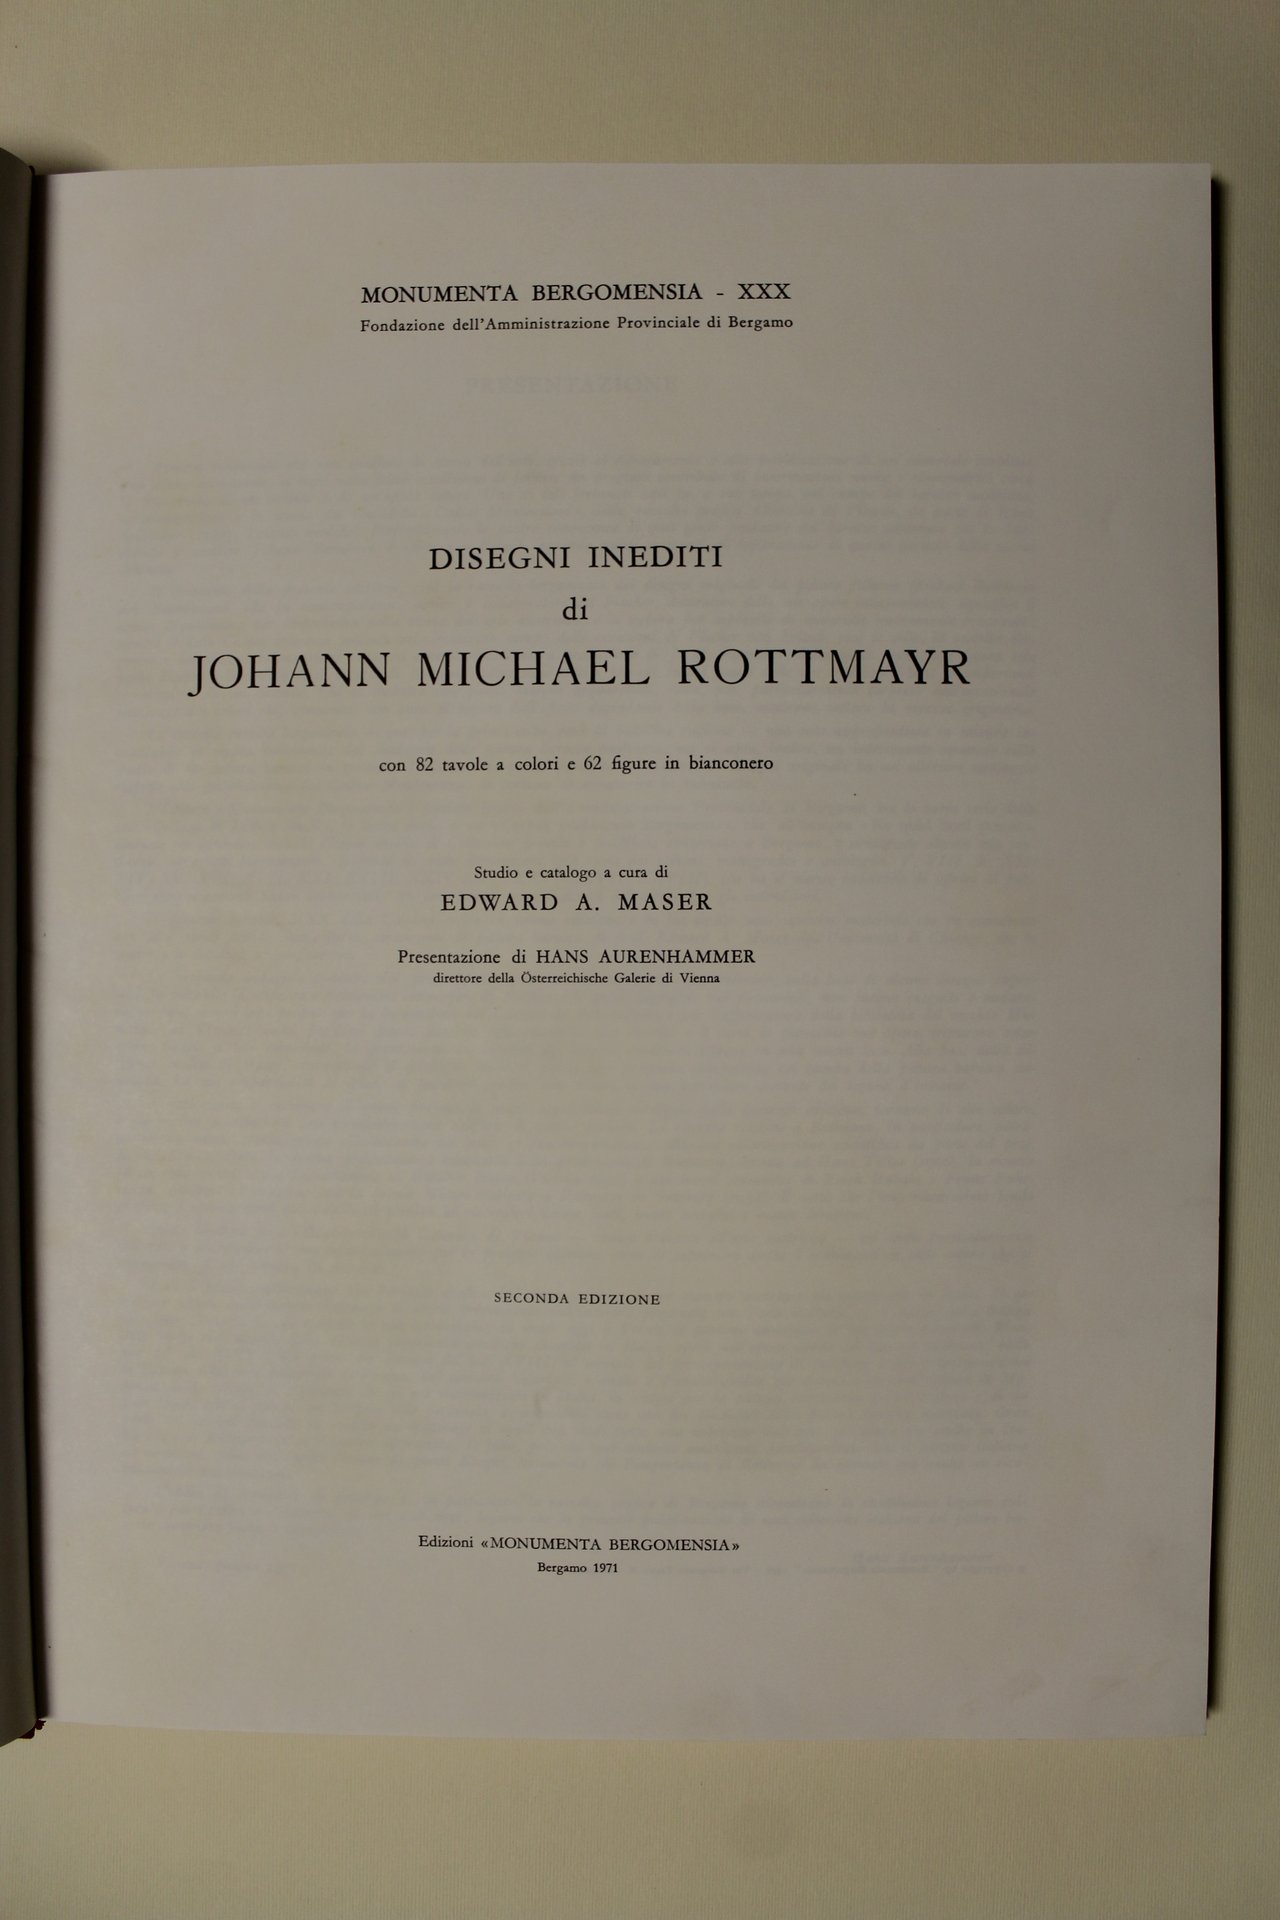 MONUMENTA BERGOMENSIA - XXX
Fondazione dell'Amministrazione Provinciale di Bergamo
PRESENTAZIONE
DISEGNI INEDITI
di
JOHANN MICHAEL ROTTMAYR
con 82 tavole a colori e 62 figure in bianconero
Studio e catalogo a cura di
EDWARD A. MASER
Presentazione di HANS AURENHAMMER
direttore della Österreichische Galerie di Vienna
SECONDA EDIZIONE
Edizioni «MONUMENTA BERGOMENSIA»
Bergamo 1971